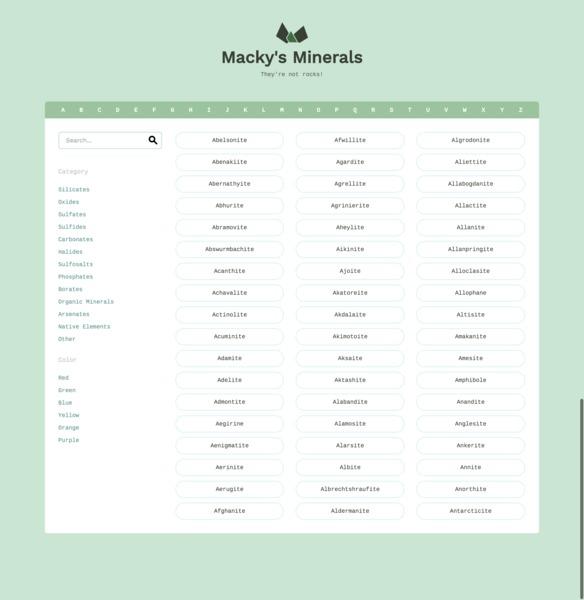 Macky's Minerals
They're not rocks!
A B C D E F G H I J K L M N O P Q R S T U V W X Y Z
Search...
Category
Silicates
Oxides
Sulfates
Sulfides
Carbonates
Halides
Sulfosalts
Phosphates
Borates
Organic Minerals
Arsenates
Native Elements
Other
Color
Red
Green
Blue
Yellow
Orange
Purple
Abelsonite Afwillite Algrodonite
Abenakiite Agardite Aliettite
Abernathyite Agrellite Allabogdanite
Abhurite Agrinierite Allactite
Abramovite Aheylite Allanite
Abswurmbachite Aikinite Allanpringite
Acanthite Ajoite Alloclasite
Achavalite Akatoreite Allophane
Actinolite Akdalaite Altisite
Acuminite Akimotoite Amakanite
Adamite Aksaite Amesite
Adelite Aktashite Amphibole
Admontite Alabandite Anandite
Aegirine Alamosite Anglesite
Aenigmatite Alarsite Ankerite
Aerinite Albite Annite
Aerugite Albrechtshraufite Anorthite
Afghanite Aldermanite Antarcticite